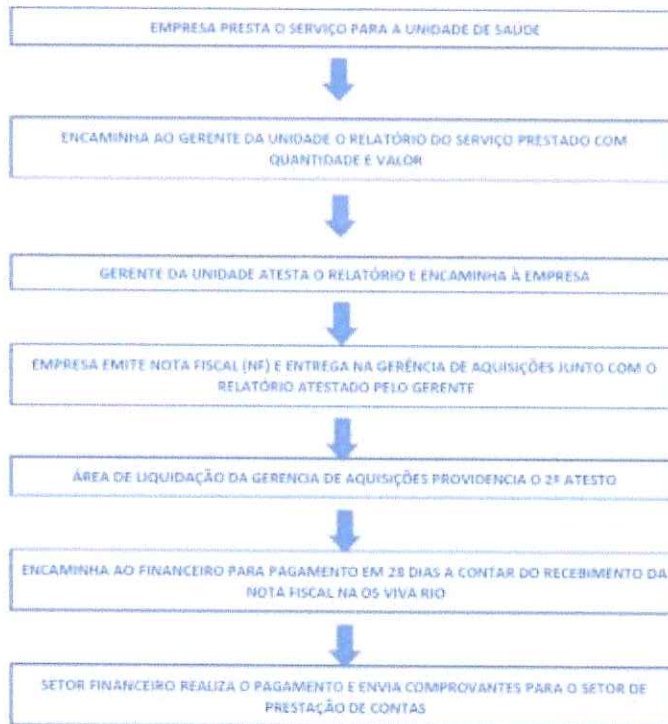 EMPRESA PRESTA O SERVIÇO PARA A UNIDADE DE SAÚDE
ENCAMINHA AO GERENTE DA UNIDADE O RELATÓRIO DO SERVIÇO PRESTADO COM
QUANTIDADE E VALOR
GERENTE DA UNIDADE ATESTA O RELATÓRIO E ENCAMINHA À EMPRESA
EMPRESA EMITE NOTA FISCAL (NF) E ENTREGA NA GERÊNCIA DE AQUISIÇÕES JUNTO COM O
RELATÓRIO ATESTADO PELO GERENTE
ÁREA DE LIQUIDAÇÃO DA GERENCIA DE AQUISIÇÕES PROVIDENCIA O 2º ATESTO
ENCAMINHA AO FINANCEIRO PARA PAGAMENTO EM 28 DIAS A CONTAR DO RECEBIMENTO DA
NOTA FISCAL NA OS VIVA RIO
SETOR FINANCEIRO REALIZA O PAGAMENTO E ENVIA COMPROVANTES PARA O SETOR DE
PRESTAÇÃO DE CONTAS